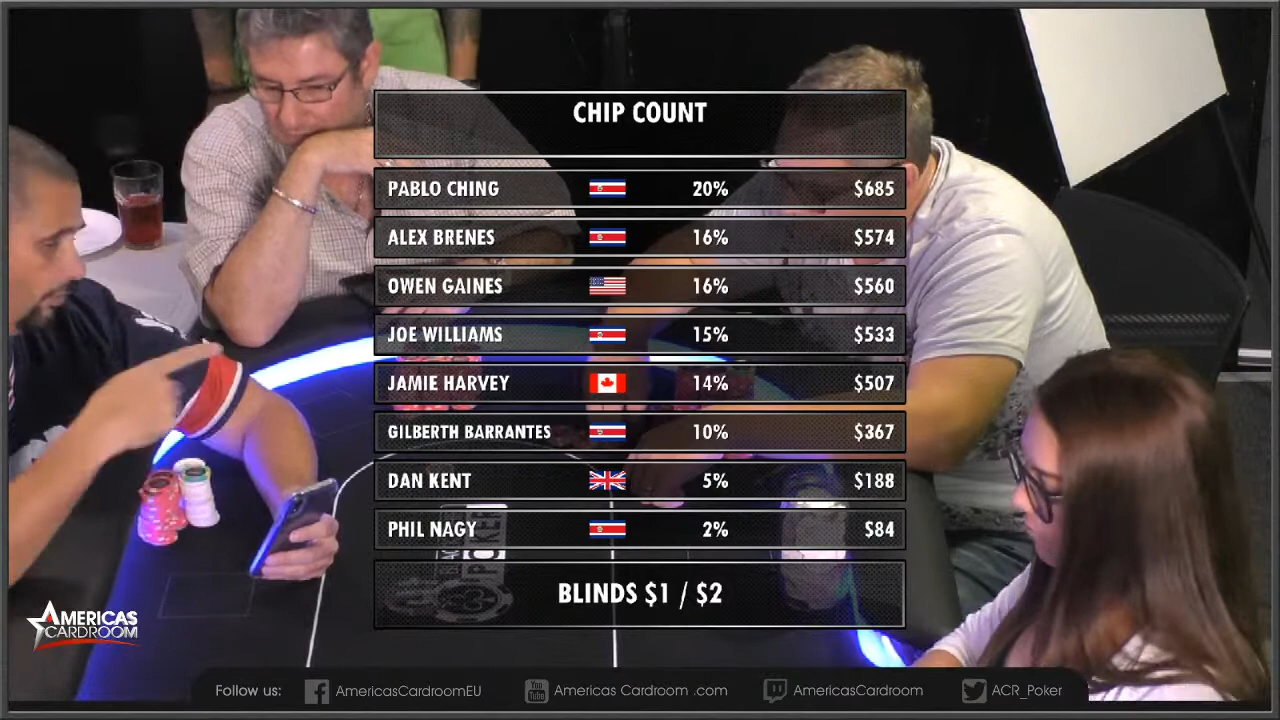 CHIP COUNT
PABLO CHING 20% $685
ALEX BRENES 16% $574
OWEN GAINES 16% $560
JOE WILLIAMS 15% $533
JAMIE HARVEY 14% $507
GILBERTH BARRANTES 10% $367
DAN KENT 5% $188
PHIL NAGY 2% $84
BLINDS $1 / $2
AMERICAS
CARDROOM
Follow us: AmericasCardroomEU You Tube Americas Cardroom .com AmericasCardroom ACR_Poker